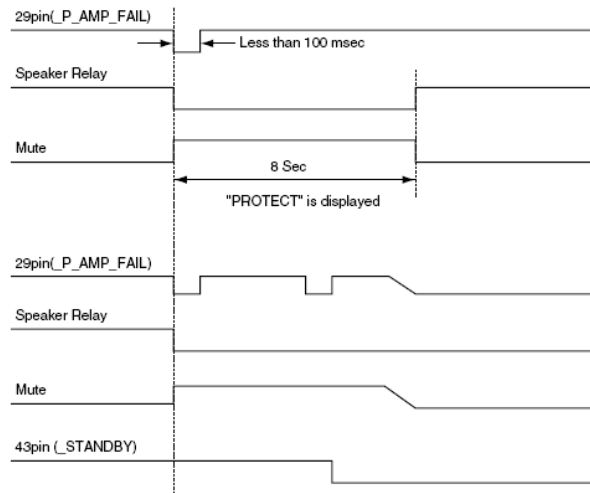 29pin(_P_AMP_FAIL)
Less than 100 msec
Speaker Relay
Mute
8 Sec
"PROTECT" is displayed
29pin(_P_AMP_FAIL)
Speaker Relay
Mute
43pin (_STANDBY)